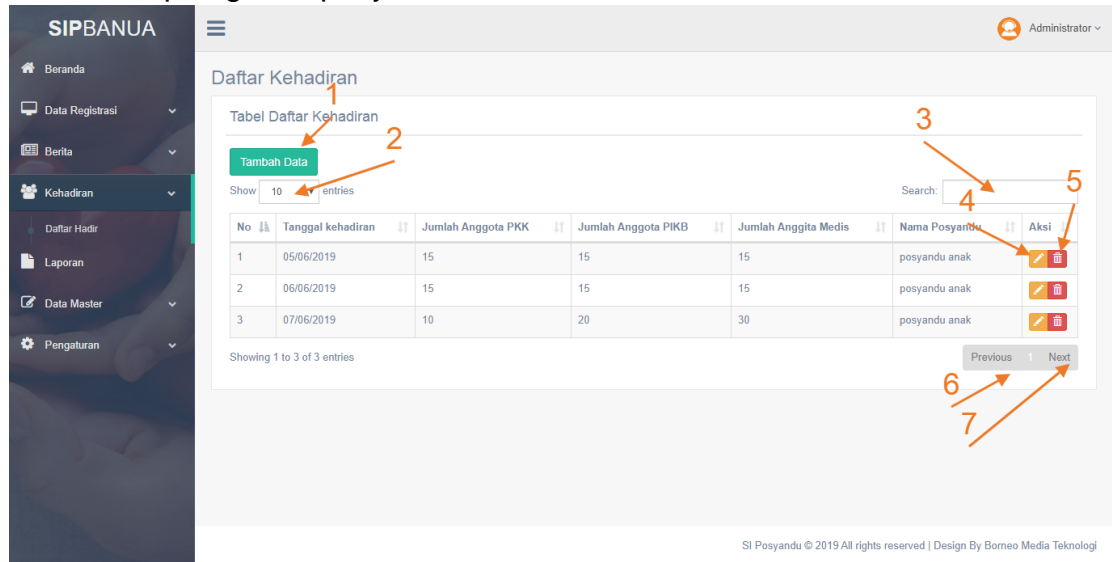 SIPBANUA
Administrator
Beranda
Data Registrasi
Berita
Kehadiran
Daftar Hadir
Laporan
Data Master
Pengaturan
Daftar Kehadiran
1
Tabel Daftar Kehadiran
2
3
Tambah Data
Show 10 entries
Search:
4
5
No Tanggal kehadiran Jumlah Anggota PKK Jumlah Anggota PIKB Jumlah Anggita Medis Nama Posyandu Aksi
1 05/06/2019 15 15 15 posyandu anak
2 06/06/2019 15 15 15 posyandu anak
3 07/06/2019 10 20 30 posyandu anak
Showing 1 to 3 of 3 entries
Previous 1 Next
6
7
SI Posyandu © 2019 All rights reserved | Design By Borneo Media Teknologi